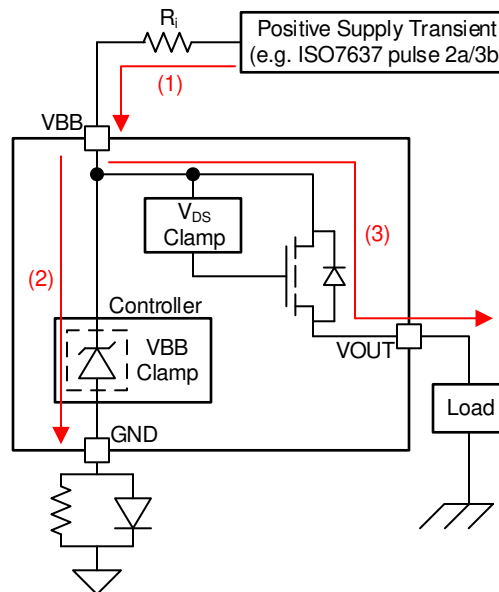 Ri
Positive Supply Transient
(e.g. ISO7637 pulse 2a/3b
(1)
VBB
VDS
Clamp
(3)
(2)
Controller
VBB
Clamp
VOUT
GND
Load